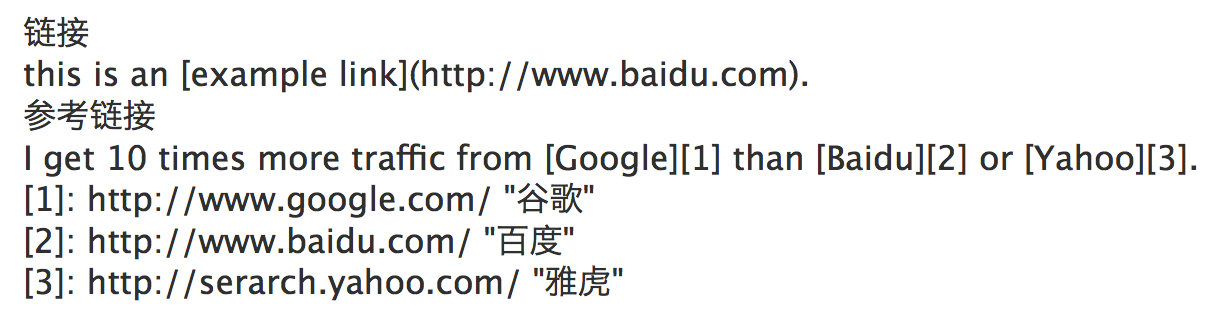 链接
this is an [example link](http://www.baidu.com).
参考链接
I get 10 times more traffic from [Google][1] than [Baidu][2] or [Yahoo][3].
[1]: http://www.google.com/ "谷歌"
[2]: http://www.baidu.com/ "百度"
[3]: http://serarch.yahoo.com/ "雅虎"